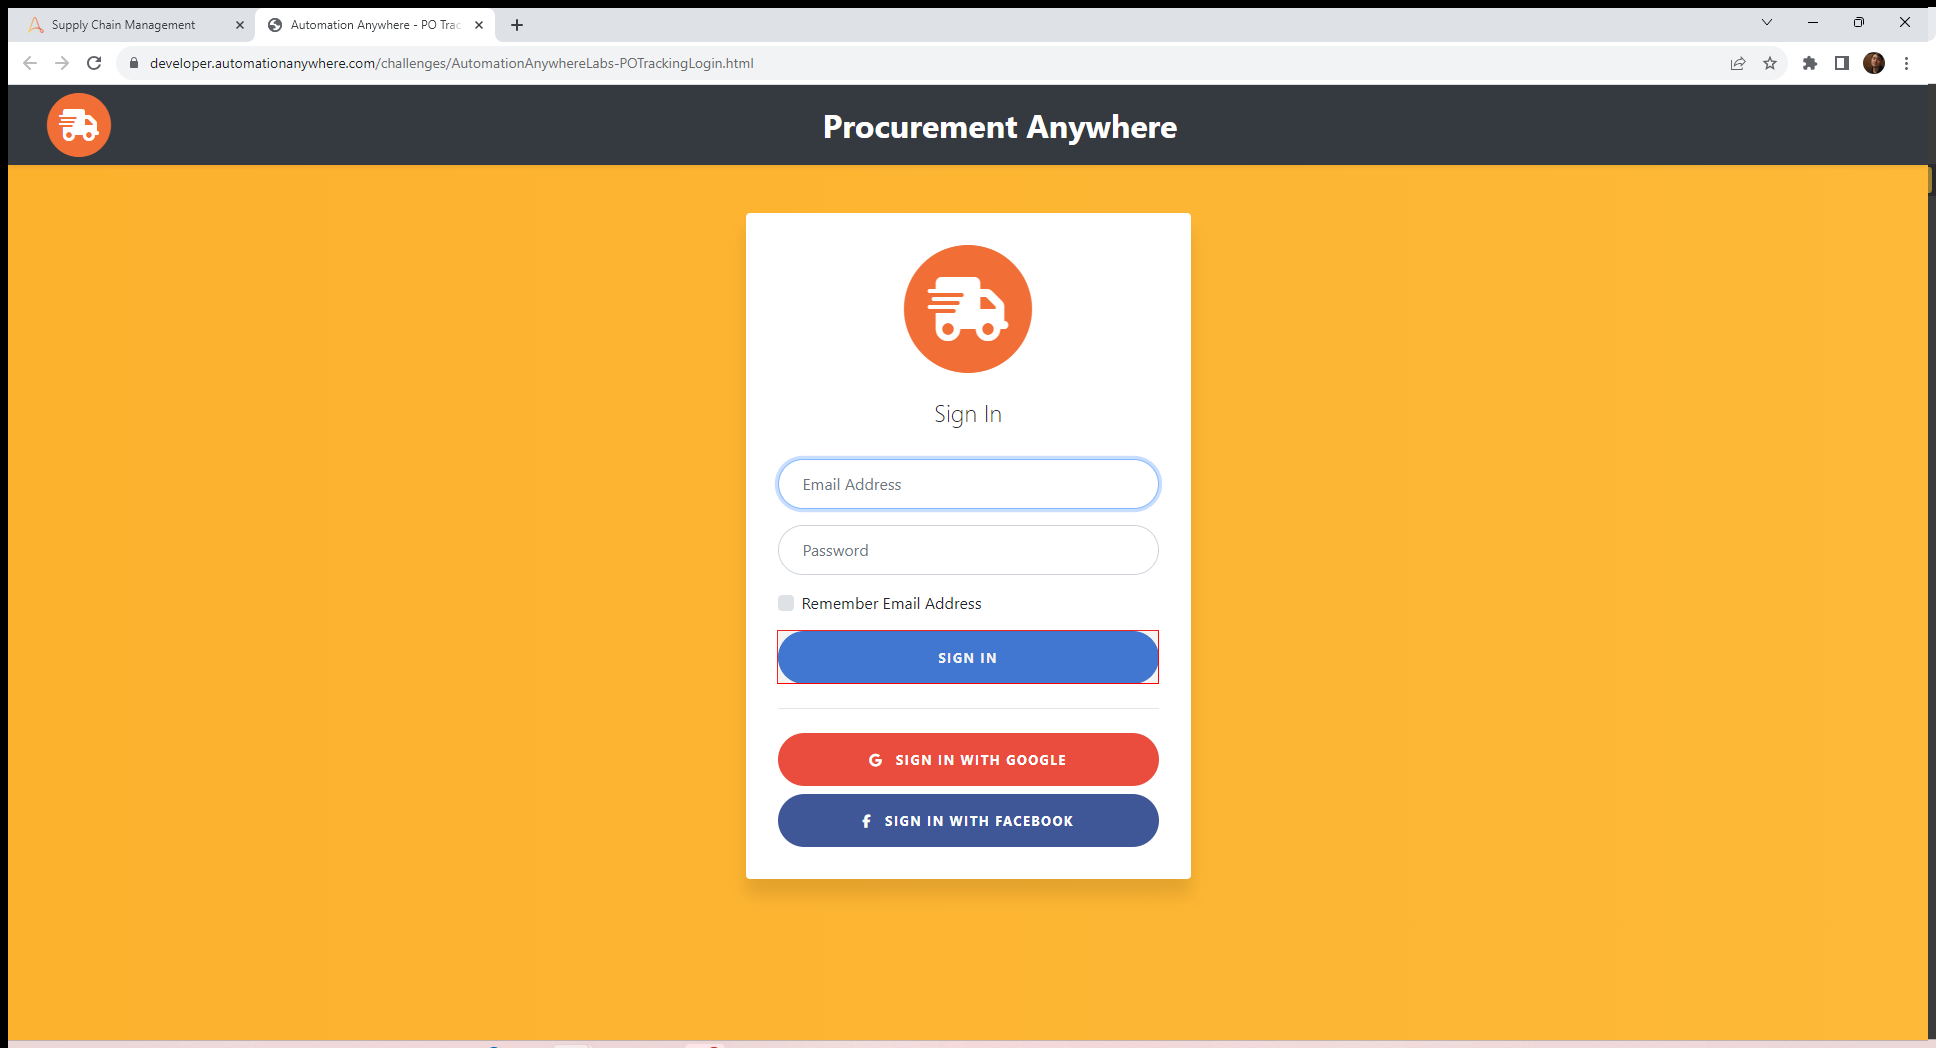 Supply Chain Management
Automation Anywhere - PO Trac
developer.automationanywhere.com/challenges/AutomationAnywhereLabs-POTrackingLogin.html
Procurement Anywhere
Sign In
Email Address
Password
Remember Email Address
SIGN IN
G SIGN IN WITH GOOGLE
f SIGN IN WITH FACEBOOK